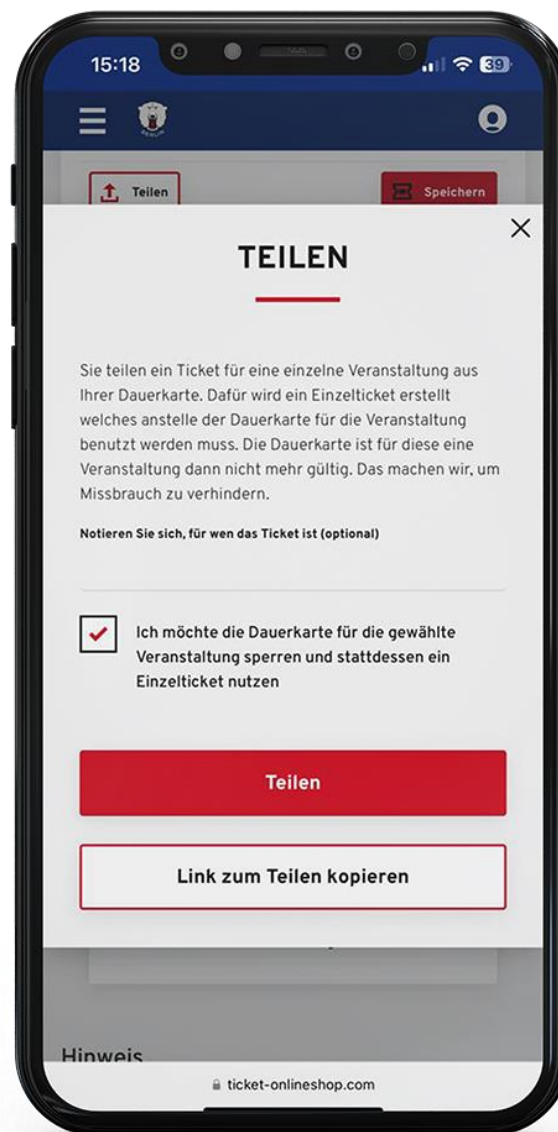 15:18
39
BERLIN
Teilen
Speichern
TEILEN
Sie teilen ein Ticket für eine einzelne Veranstaltung aus
Ihrer Dauerkarte. Dafür wird ein Einzelticket erstellt
welches anstelle der Dauerkarte für die Veranstaltung
benutzt werden muss. Die Dauerkarte ist für diese eine
Veranstaltung dann nicht mehr gültig. Das machen wir, um
Missbrauch zu verhindern.
Notieren Sie sich, für wen das Ticket ist (optional)
Ich möchte die Dauerkarte für die gewählte
Veranstaltung sperren und stattdessen ein
Einzelticket nutzen
Teilen
Link zum Teilen kopieren
Hinweis
ticket-onlineshop.com